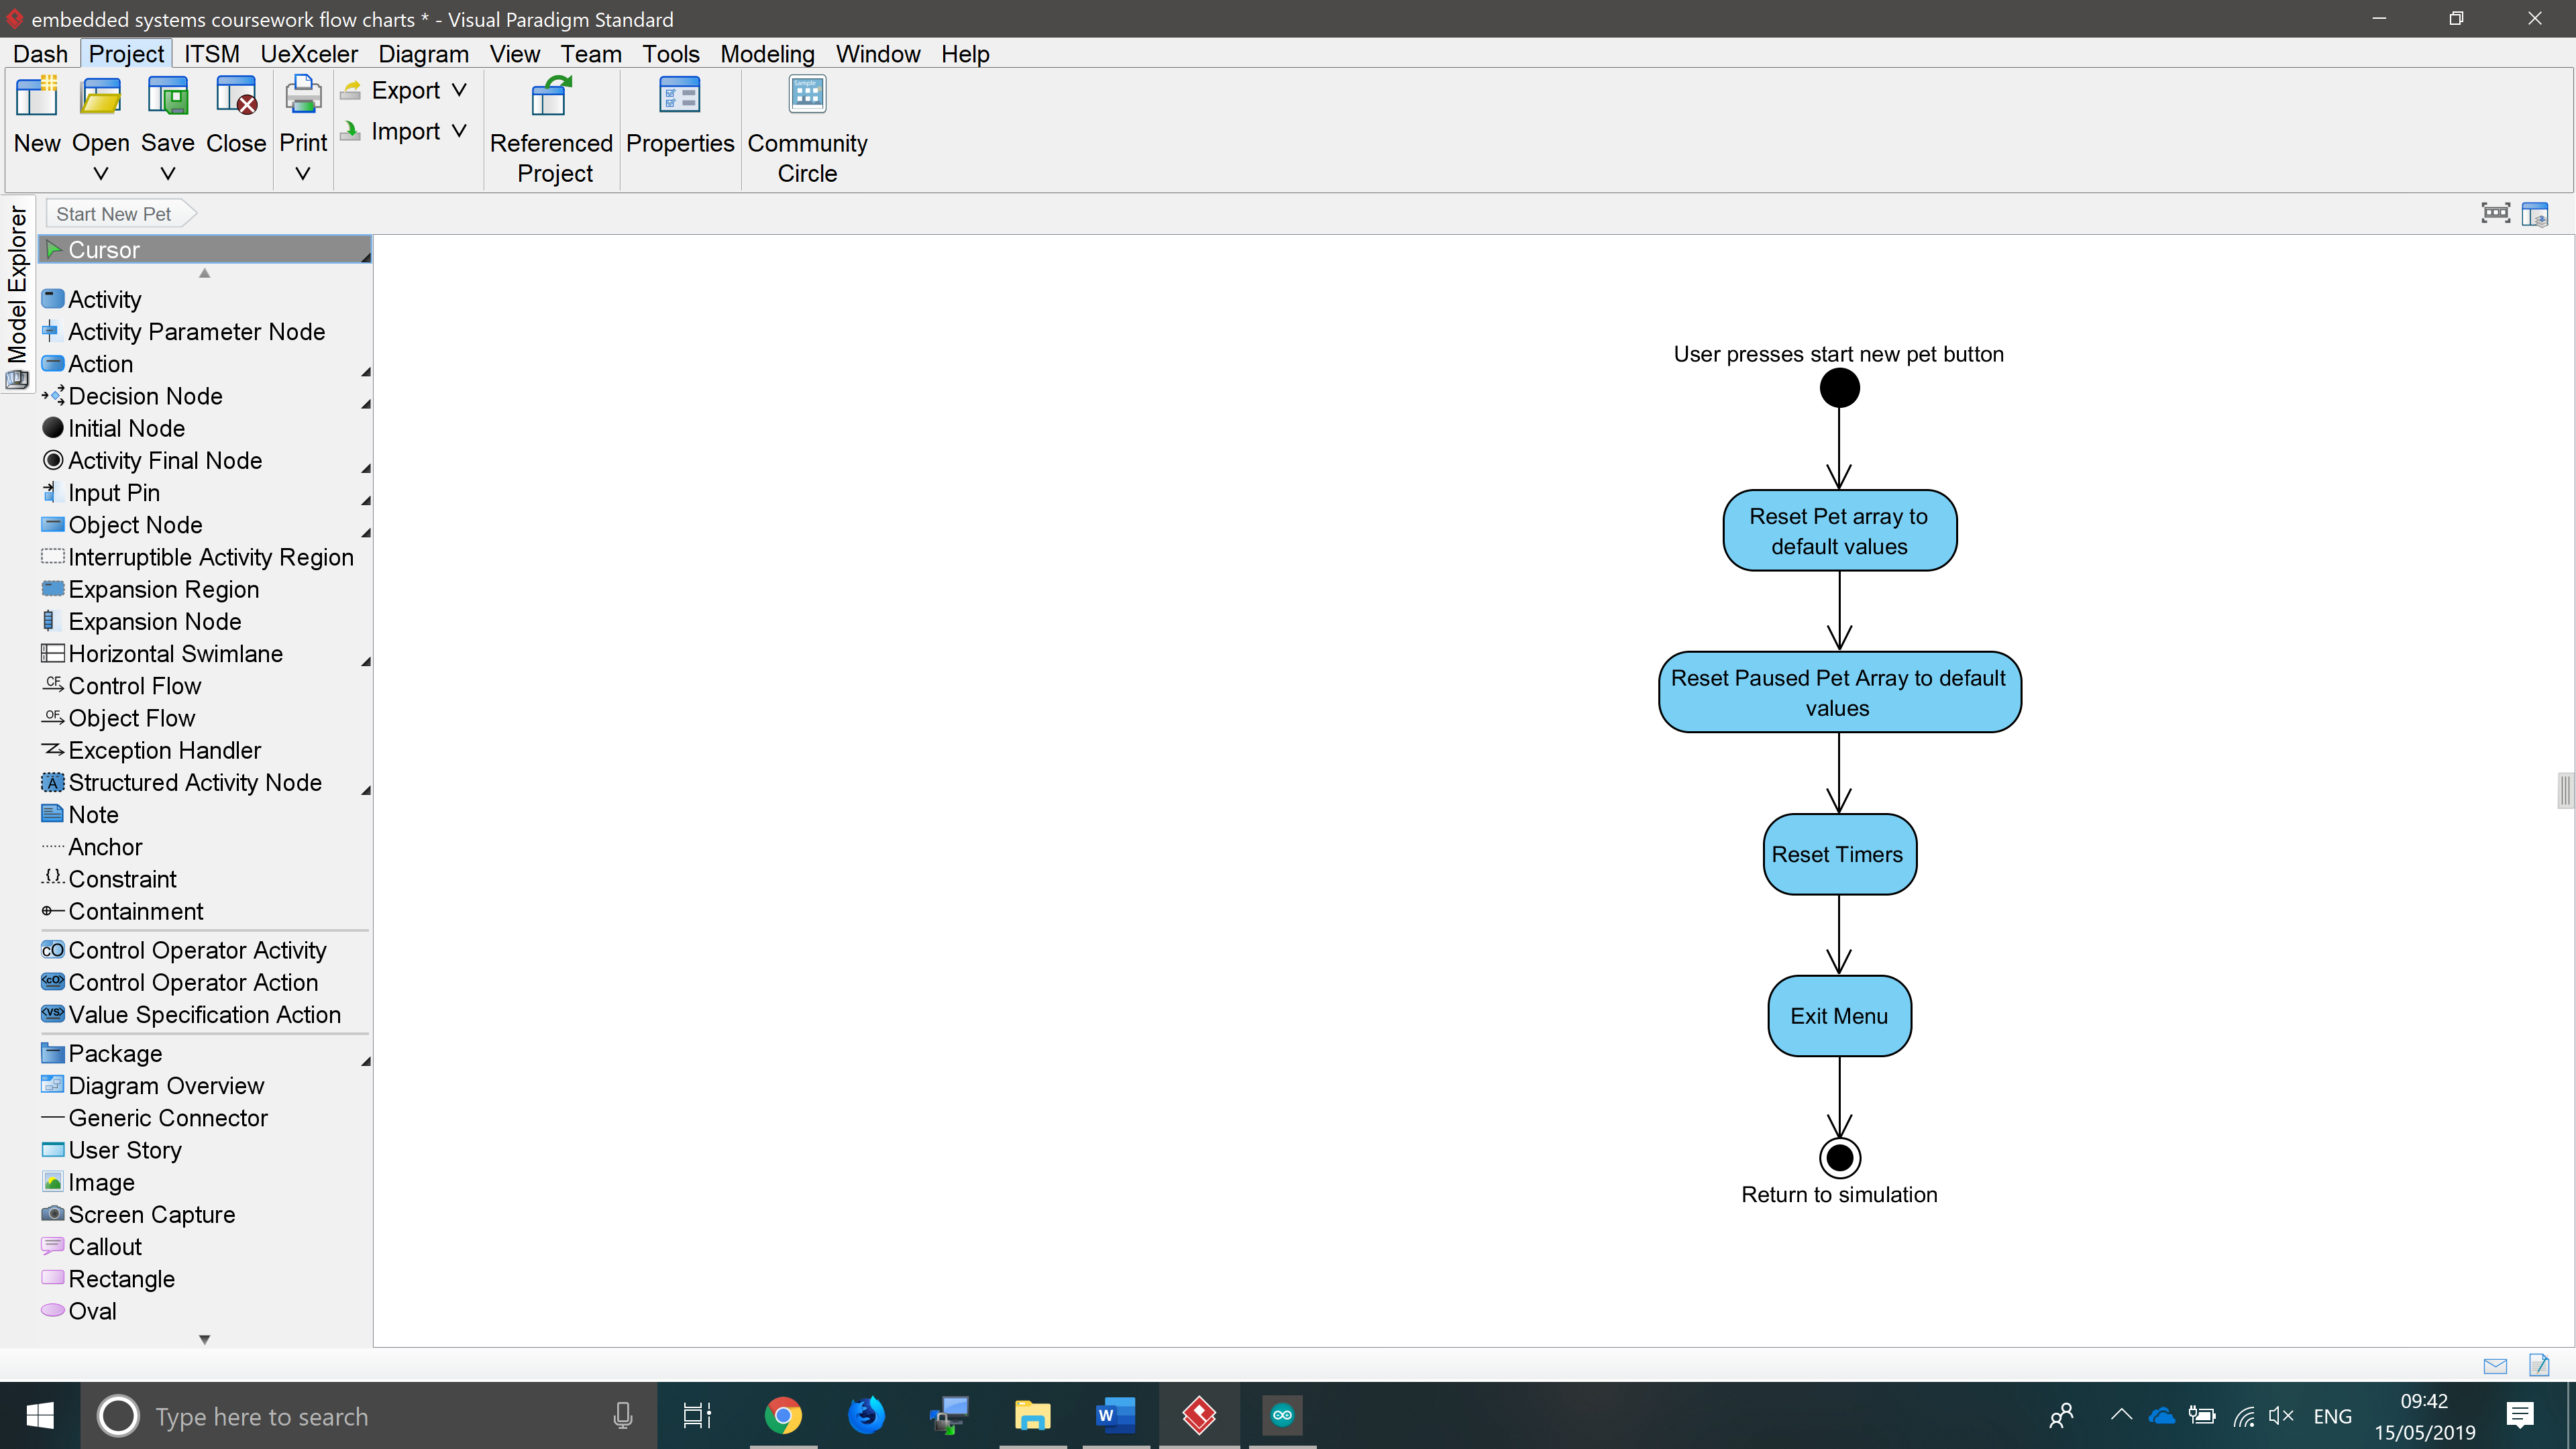 embedded systems coursework flow charts * - Visual Paradigm Standard
Dash Project ITSM UeXceler Diagram View Team Tools Modeling Window Help
New Open Save Close Print Export Import Referenced Project Properties Community Circle
Start New Pet
Model Explorer
Cursor
Activity
Activity Parameter Node
Action
Decision Node
Initial Node
Activity Final Node
Input Pin
Object Node
Interruptible Activity Region
Expansion Region
Expansion Node
Horizontal Swimlane
Control Flow
Object Flow
Exception Handler
Structured Activity Node
Note
Anchor
Constraint
Containment
Control Operator Activity
Control Operator Action
Value Specification Action
Package
Diagram Overview
Generic Connector
User Story
Image
Screen Capture
Callout
Rectangle
Oval
User presses start new pet button
Reset Pet array to
default values
Reset Paused Pet Array to default
values
Reset Timers
Exit Menu
Return to simulation
Type here to search
ENG
09:42
15/05/2019